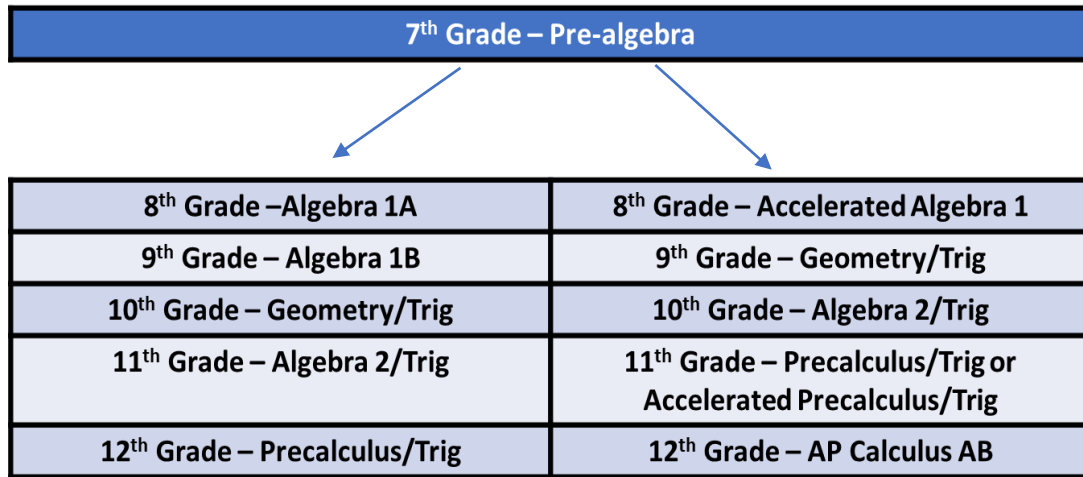 7th Grade – Pre-algebra
8th Grade –Algebra 1A
8th Grade – Accelerated Algebra 1
9th Grade – Algebra 1B
9th Grade – Geometry/Trig
10th Grade – Geometry/Trig
10th Grade – Algebra 2/Trig
11th Grade – Algebra 2/Trig
11th Grade – Precalculus/Trig or
Accelerated Precalculus/Trig
12th Grade – Precalculus/Trig
12th Grade – AP Calculus AB